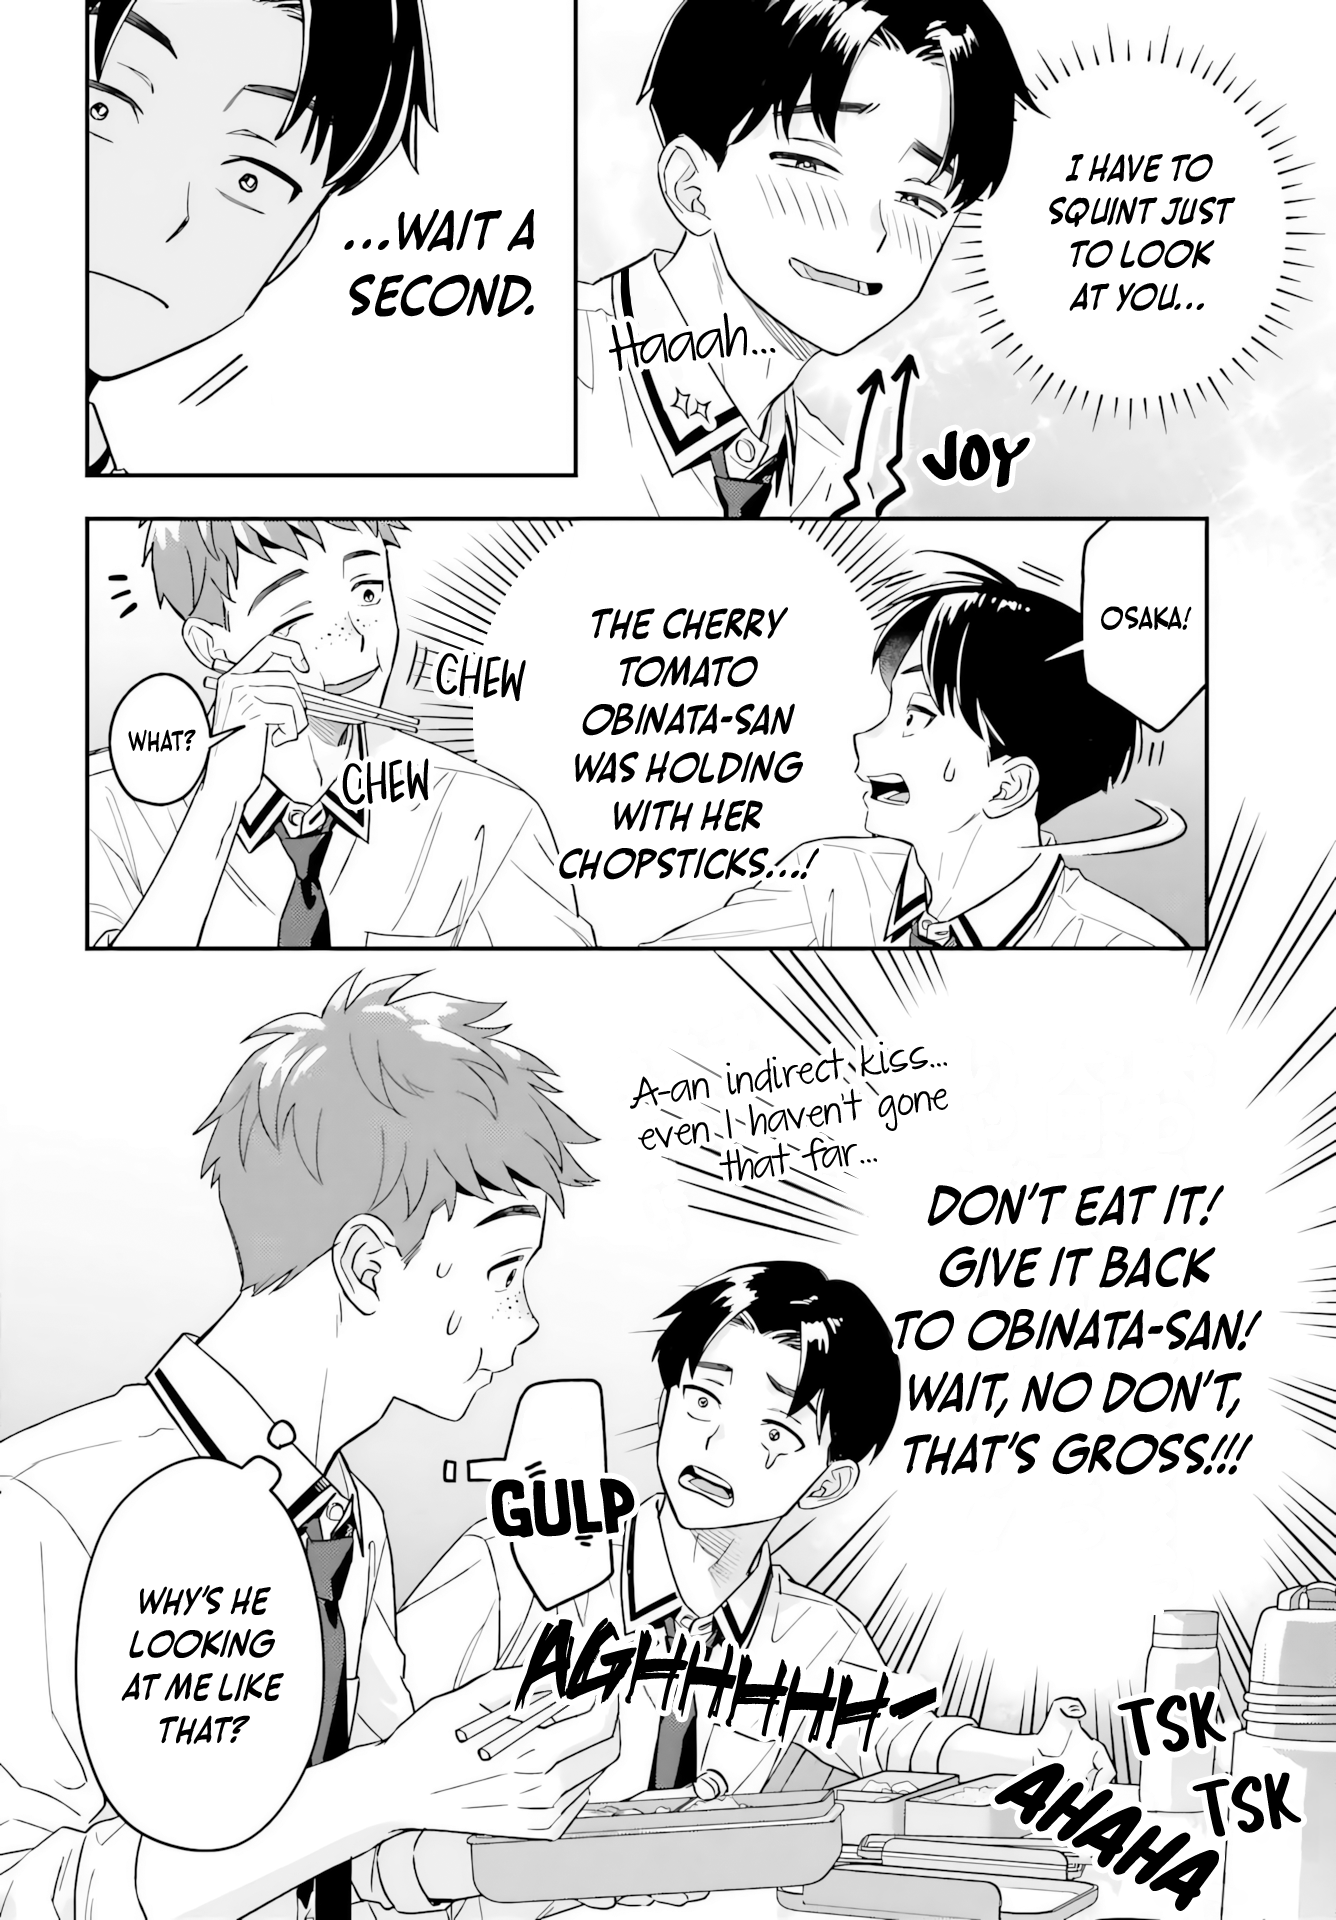 I HAVE TO
SQUINT JUST
TO LOOK
AT YOU...
Haaah...
JOY
...WAIT A
SECOND.
OSAKA!
THE CHERRY
TOMATO
OBINATA-SAN
WAS HOLDING
WITH HER
CHOPSTICKS...!
CHEW
CHEW
WHAT?
A-an indirect kiss...
even I haven't gone
that far...
DON'T EAT IT!
GIVE IT BACK
TO OBINATA-SAN!
WAIT, NO DON'T,
THAT'S GROSS!!!
GULP
AGHHHHHH-
WHY'S HE
LOOKING
AT ME LIKE
THAT?
TSK
TSK
AHAHA